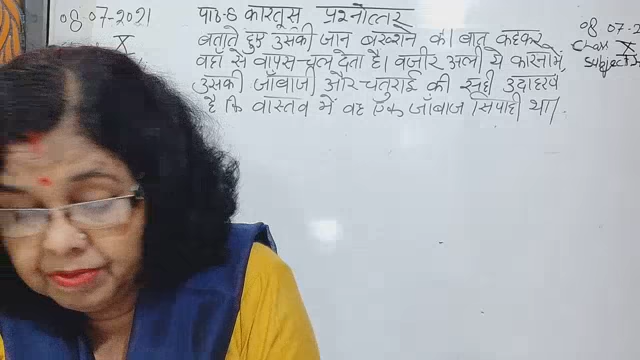 08-07-2021
X
पाठ-8 कारतूस प्रश्नोत्तर
बताते हुए उसकी जान बख्शने की बात कहकर
वहाँ से वापस चल देता है। वजीर अली ये कारनामे
उसकी जाँबाजी और चतुराई की सही उदाहरण
है कि वास्तव में वह एक जाँबाज सिपाही था।
08 07-2
Class X